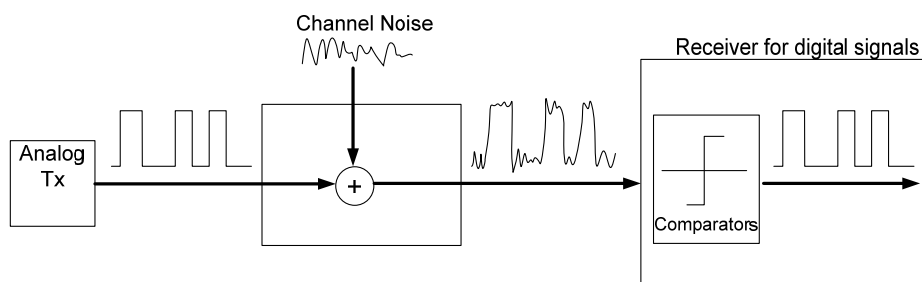 Channel Noise
Receiver for digital signals
Analog
Tx
+
Comparators